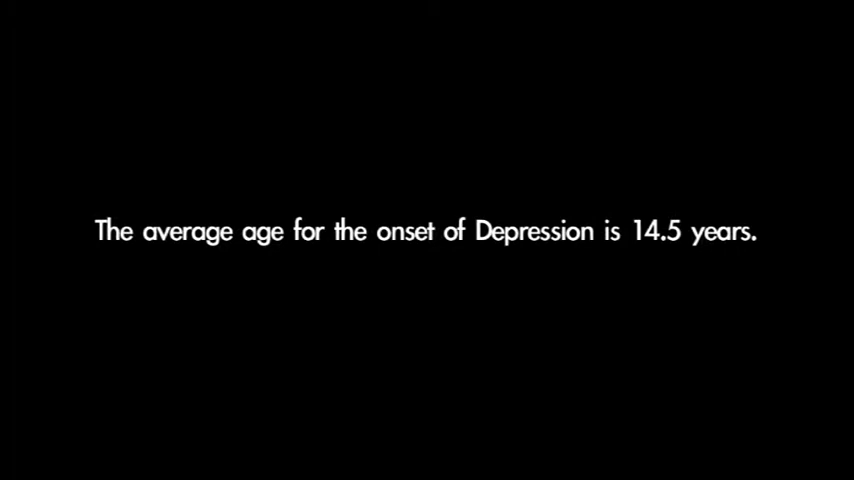 The average age for the onset of Depression is 14.5 years.